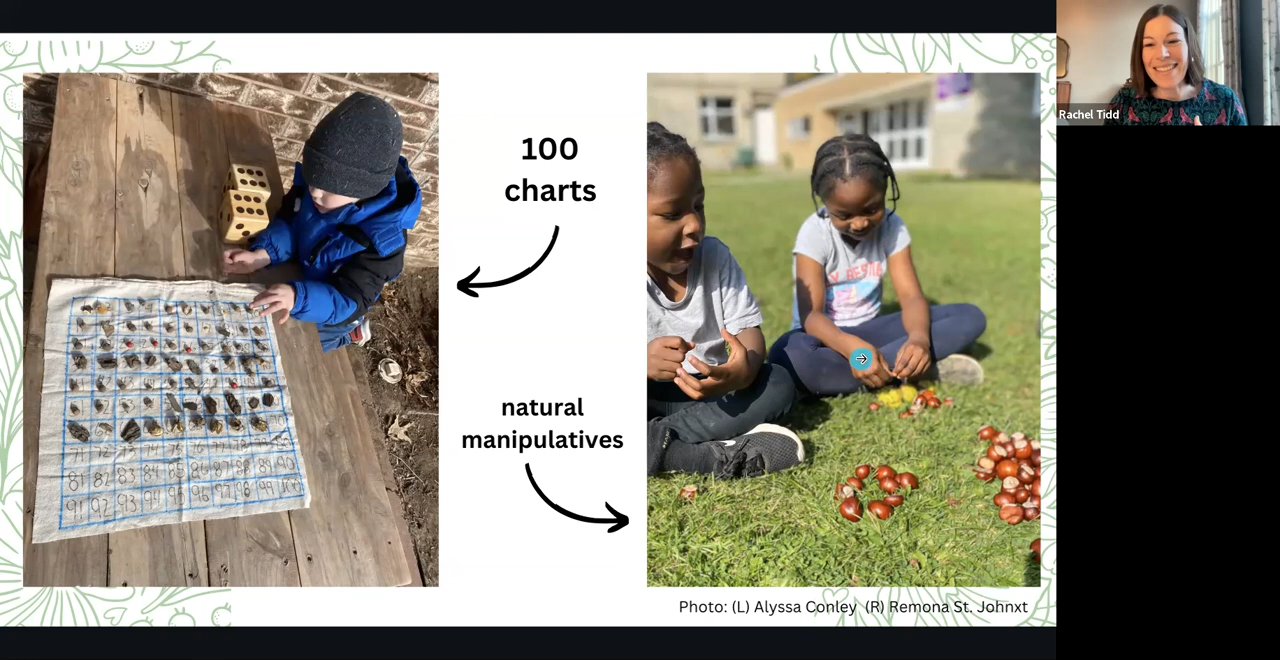 100
charts
natural
manipulatives
71 72 73 74 75 76 77 78 79 80
81 82 83 84 85 86 87 88 89 90
91 92 93 94 95 96 97 98 99 100
Photo: (L) Alyssa Conley (R) Remona St. Johnxt
Rachel Tidd